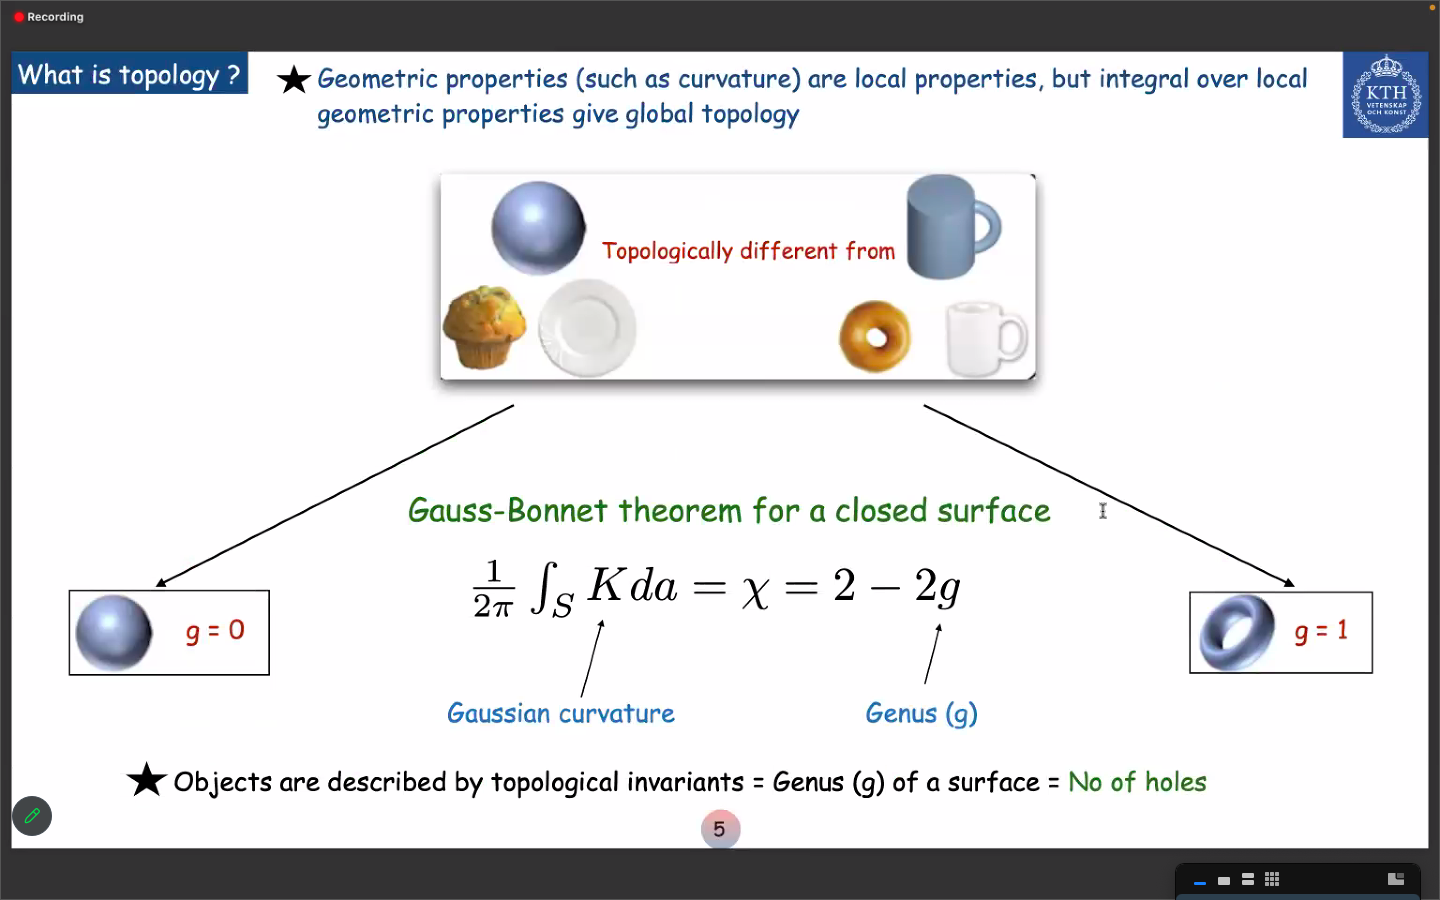 Recording
What is topology ?
★ Geometric properties (such as curvature) are local properties, but integral over local
geometric properties give global topology
KTH
VETENSKAP
OCH KONST
Topologically different from
Gauss-Bonnet theorem for a closed surface
$\frac{1}{2\pi} \int_S K da = \chi = 2 - 2g$
g = 0
g = 1
Gaussian curvature
Genus (g)
★ Objects are described by topological invariants = Genus (g) of a surface = No of holes
5